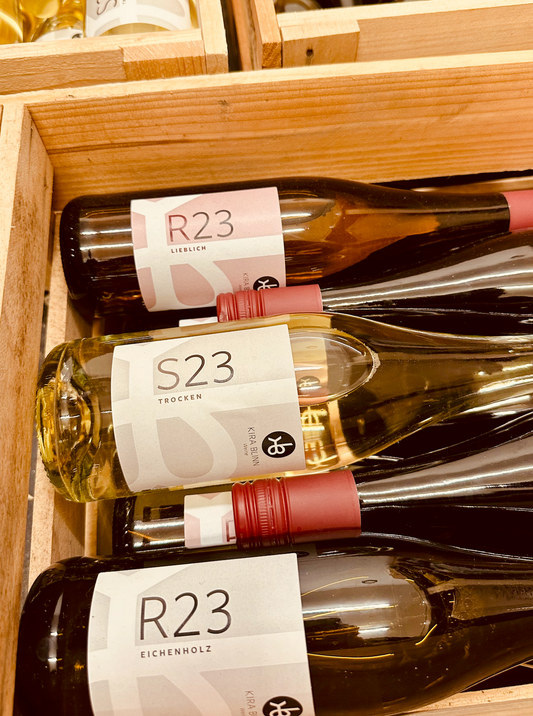 R23
LIEBLICH
S23
TROCKEN
KIRA BLINN
R23
EICHENHOLZ